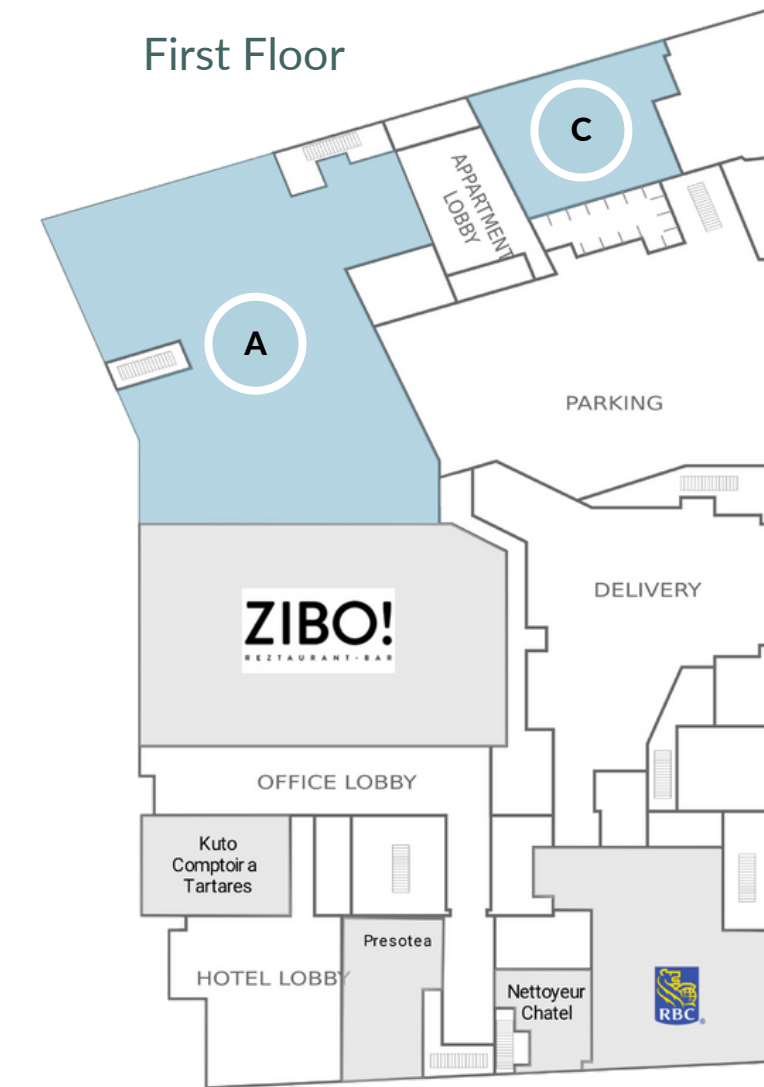 First Floor
C
APPARTMENT
LOBBY
A
PARKING
DELIVERY
ZIBO!
REZTAURANT-BAR
OFFICE LOBBY
Kuto
Comptoir a
Tartares
Presotea
HOTEL LOBBY
Nettoyeur
Chatel
RBC
®